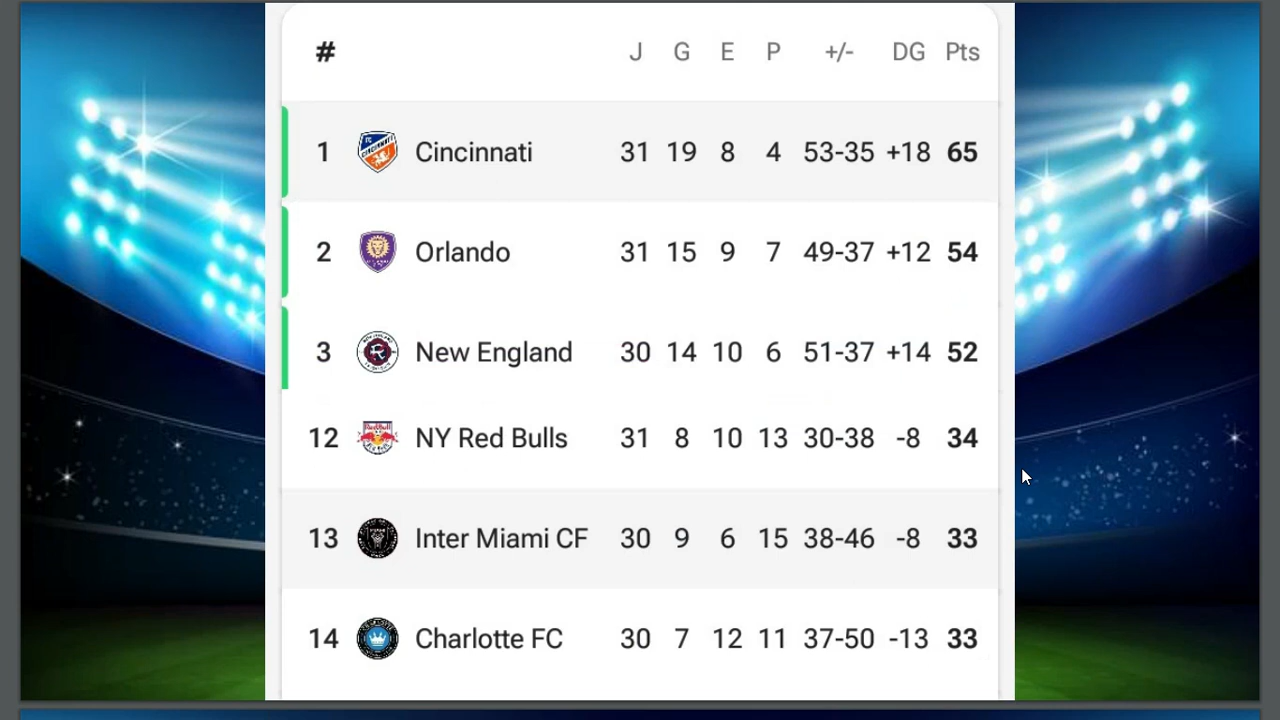 # J G E P +/- DG Pts
1 Cincinnati 31 19 8 4 53-35 +18 65
2 Orlando 31 15 9 7 49-37 +12 54
3 New England 30 14 10 6 51-37 +14 52
12 NY Red Bulls 31 8 10 13 30-38 -8 34
13 Inter Miami CF 30 9 6 15 38-46 -8 33
14 Charlotte FC 30 7 12 11 37-50 -13 33